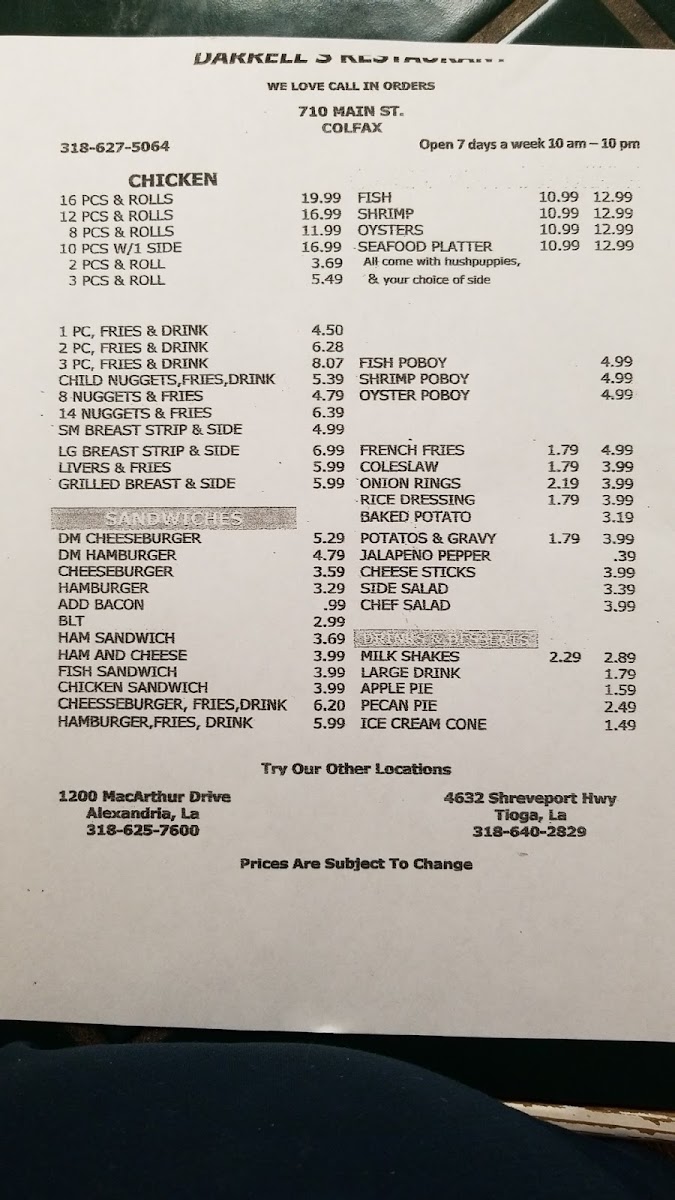 DARRELL'S RESTAURANT
WE LOVE CALL IN ORDERS
710 MAIN ST.
COLFAX
318-627-5064
Open 7 days a week 10 am – 10 pm
CHICKEN
16 PCS & ROLLS 19.99
12 PCS & ROLLS 16.99
8 PCS & ROLLS 11.99
10 PCS W/1 SIDE 16.99
2 PCS & ROLL 3.69
3 PCS & ROLL 5.49
1 PC, FRIES & DRINK 4.50
2 PC, FRIES & DRINK 6.28
3 PC, FRIES & DRINK 8.07
CHILD NUGGETS,FRIES,DRINK 5.39
8 NUGGETS & FRIES 4.79
14 NUGGETS & FRIES 6.39
SM BREAST STRIP & SIDE 4.99
LG BREAST STRIP & SIDE 6.99
LIVERS & FRIES 5.99
GRILLED BREAST & SIDE 5.99
SANDWICHES
DM CHEESEBURGER 5.29
DM HAMBURGER 4.79
CHEESEBURGER 3.59
HAMBURGER 3.29
ADD BACON .99
BLT 2.99
HAM SANDWICH 3.69
HAM AND CHEESE 3.99
FISH SANDWICH 3.99
CHICKEN SANDWICH 3.99
CHEESSEBURGER, FRIES,DRINK 6.20
HAMBURGER,FRIES, DRINK 5.99
FISH 10.99 12.99
SHRIMP 10.99 12.99
OYSTERS 10.99 12.99
SEAFOOD PLATTER 10.99 12.99
All come with hushpuppies,
& your choice of side
FISH POBOY 4.99
SHRIMP POBOY 4.99
OYSTER POBOY 4.99
FRENCH FRIES 1.79 4.99
COLESLAW 1.79 3.99
ONION RINGS 2.19 3.99
RICE DRESSING 1.79 3.99
BAKED POTATO 3.19
POTATOS & GRAVY 1.79 3.99
JALAPENO PEPPER .39
CHEESE STICKS 3.99
SIDE SALAD 3.39
CHEF SALAD 3.99
DRINKS & DESSERTS
MILK SHAKES 2.29 2.89
LARGE DRINK 1.79
APPLE PIE 1.59
PECAN PIE 2.49
ICE CREAM CONE 1.49
Try Our Other Locations
1200 MacArthur Drive
Alexandria, La
318-625-7600
4632 Shreveport Hwy
Tioga, La
318-640-2829
Prices Are Subject To Change